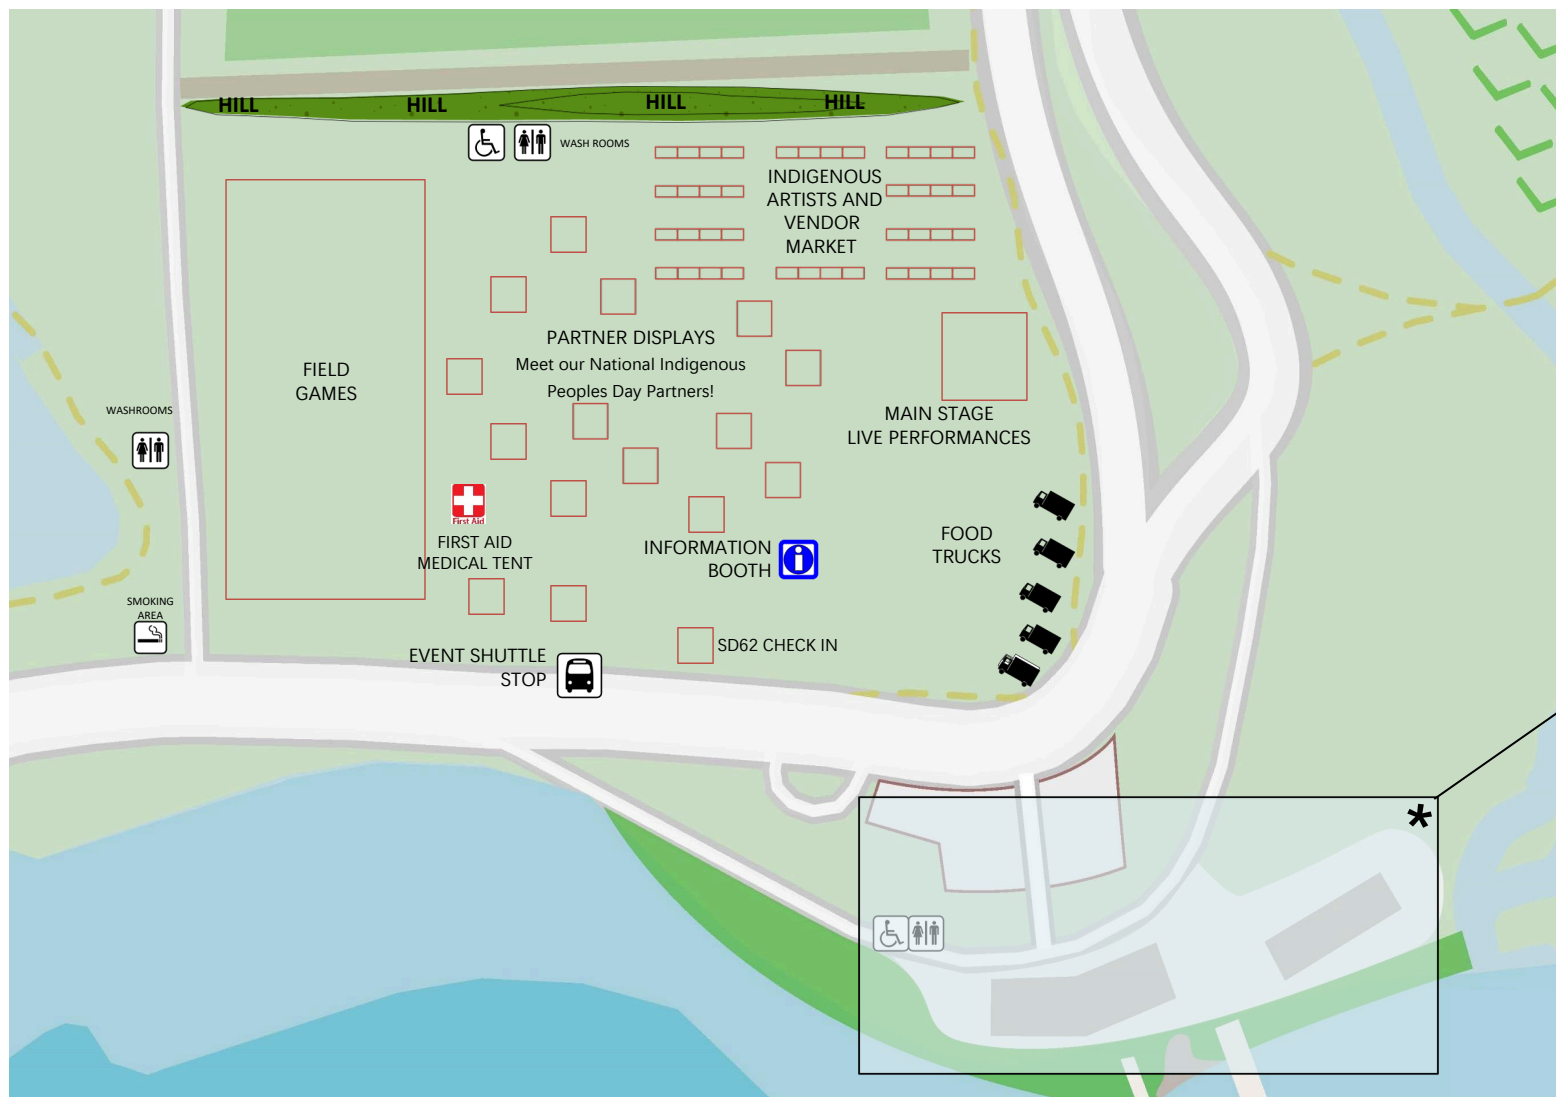 HILL HILL HILL HILL
WASH ROOMS
INDIGENOUS
ARTISTS AND
VENDOR
MARKET
PARTNER DISPLAYS
Meet our National Indigenous
Peoples Day Partners!
FIELD
GAMES
WASHROOMS
MAIN STAGE
LIVE PERFORMANCES
First Aid
FIRST AID
MEDICAL TENT
INFORMATION
BOOTH
i
FOOD
TRUCKS
SMOKING
AREA
EVENT SHUTTLE
STOP
SD62 CHECK IN
*